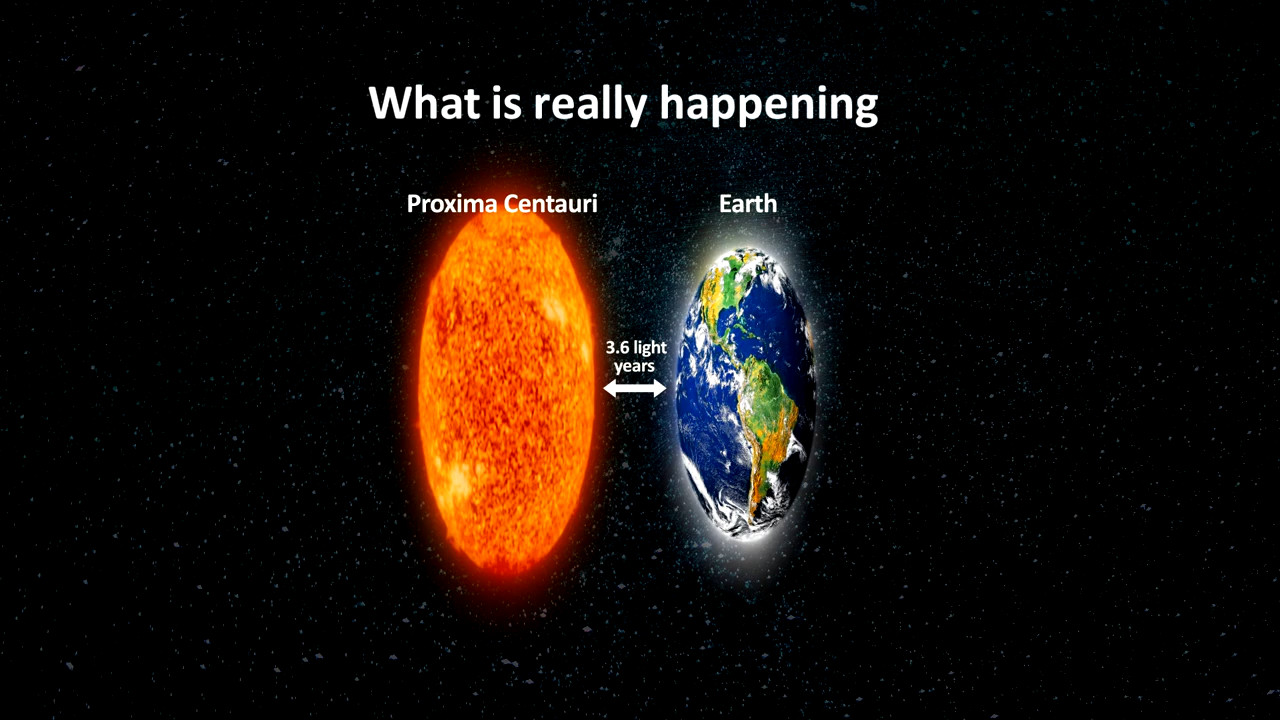 What is really happening
Proxima Centauri
Earth
3.6 light
years